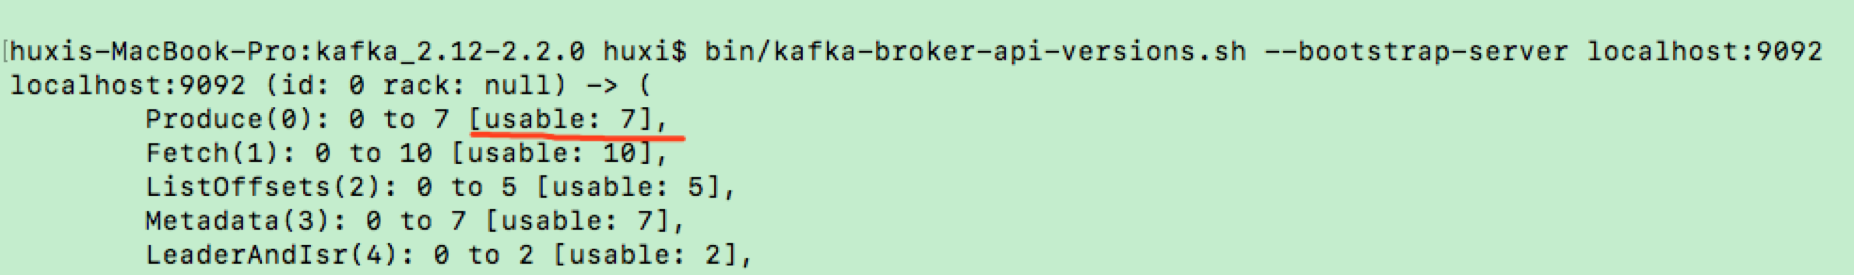 [huxis-MacBook-Pro:kafka_2.12-2.2.0 huxi$ bin/kafka-broker-api-versions.sh --bootstrap-server localhost:9092
localhost:9092 (id: 0 rack: null) -> (
Produce(0): 0 to 7 [usable: 7],
Fetch(1): 0 to 10 [usable: 10],
ListOffsets(2): 0 to 5 [usable: 5],
Metadata(3): 0 to 7 [usable: 7],
LeaderAndIsr(4): 0 to 2 [usable: 2],